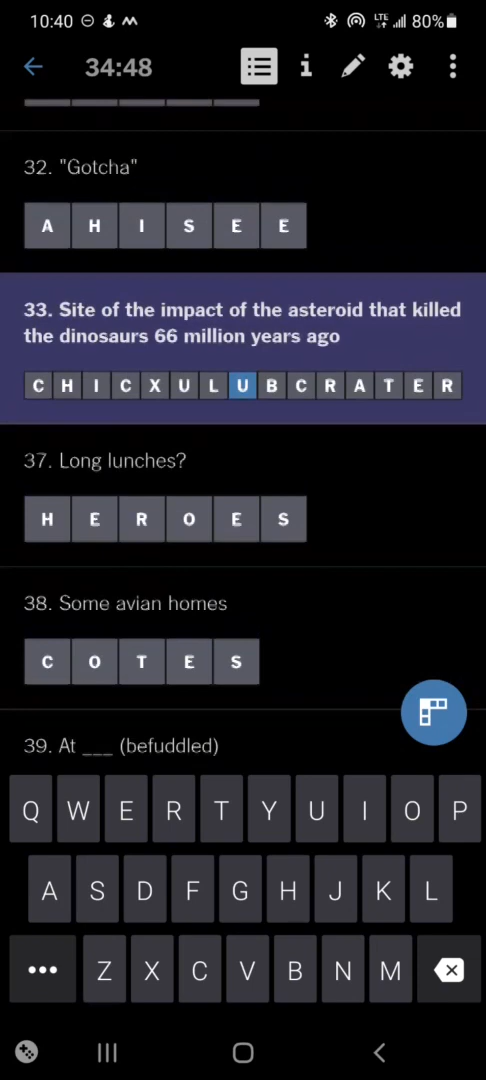 10:40
LTE
80%
34:48
i
32. "Gotcha"
A H I S E E
33. Site of the impact of the asteroid that killed
the dinosaurs 66 million years ago
C H I C X U L U B C R A T E R
37. Long lunches?
H E R O E S
38. Some avian homes
C O T E S
39. At ___ (befuddled)
Q W E R T Y U I O P
A S D F G H J K L
••• Z X C V B N M